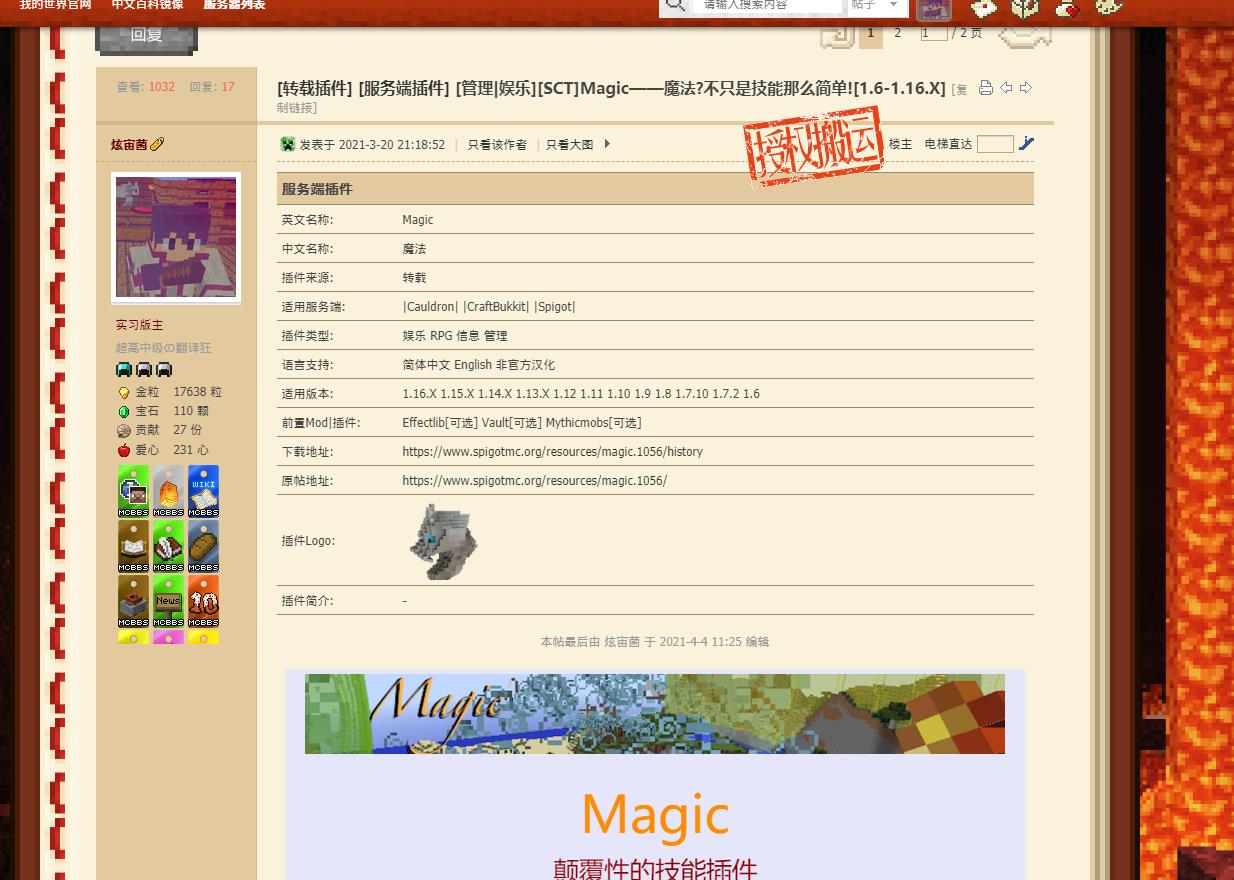 我的世界官网 中文百科镜像 服务器列表
请输入搜索内容 帖子
回复
1 2 1 / 2 页
查看: 1032 回复: 17
[转载插件] [服务端插件] [管理|娱乐][SCT]Magic——魔法?不只是技能那么简单![1.6-1.16.X] [复
制链接]
授权搬运
炫宙菌
发表于 2021-3-20 21:18:52 | 只看该作者 | 只看大图
楼主 电梯直达
服务端插件
英文名称: Magic
中文名称: 魔法
插件来源: 转载
适用服务端: |Cauldron| |CraftBukkit| |Spigot|
插件类型: 娱乐 RPG 信息 管理
语言支持: 简体中文 English 非官方汉化
适用版本: 1.16.X 1.15.X 1.14.X 1.13.X 1.12 1.11 1.10 1.9 1.8 1.7.10 1.7.2 1.6
前置Mod|插件: Effectlib[可选] Vault[可选] Mythicmobs[可选]
下载地址: https://www.spigotmc.org/resources/magic.1056/history
原帖地址: https://www.spigotmc.org/resources/magic.1056/
插件Logo:
插件简介: -
实习版主
超高中级の翻译狂
金粒 17638 粒
宝石 110 颗
贡献 27 份
爱心 231 心
WIKI
MCBBS MCBBS MCBBS
MCBBS MCBBS MCBBS
News 10
MCBBS MCBBS MCBBS
本帖最后由 炫宙菌 于 2021-4-4 11:25 编辑
Magic
Magic
颠覆性的技能插件